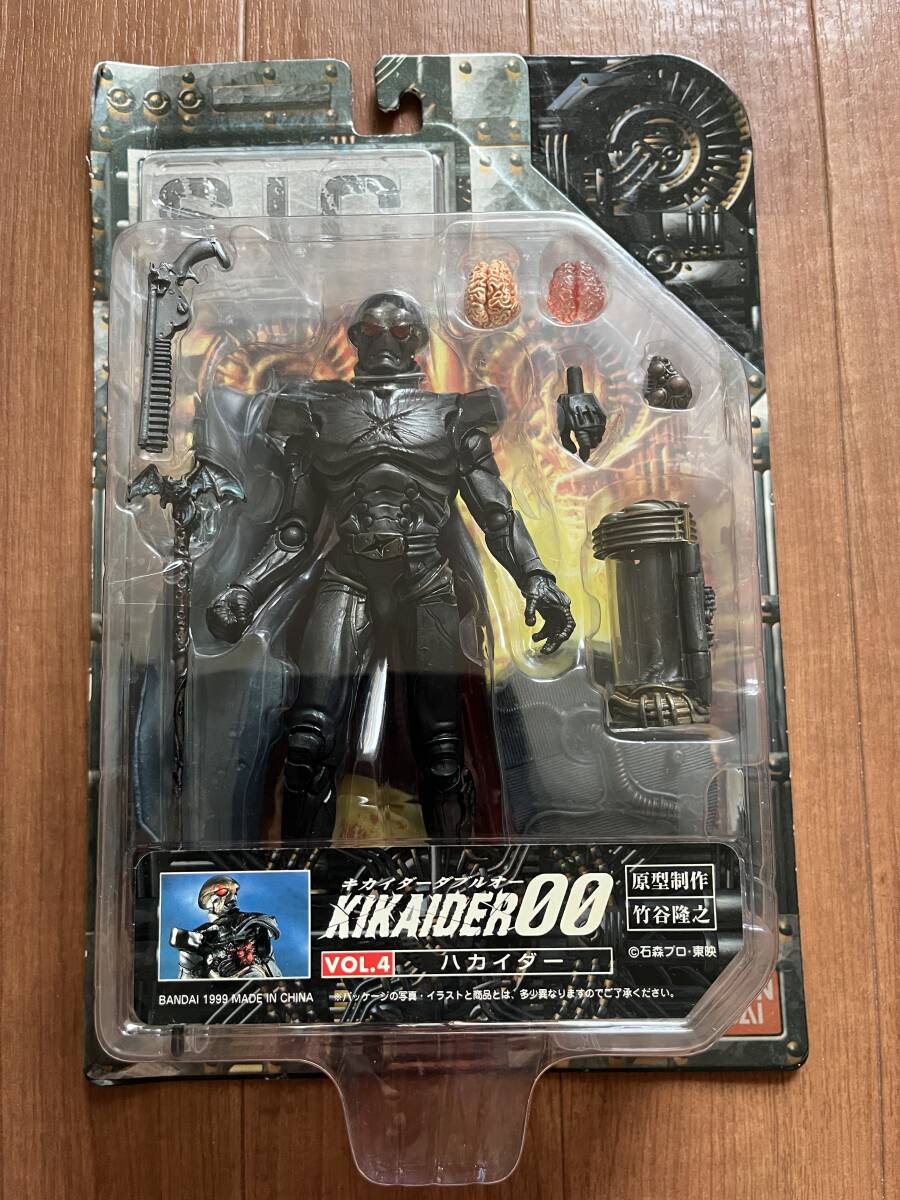 S.I.C
キカイダーダブルオー
KIKAIDER00
VOL.4 ハカイダー
原型制作
竹谷隆之
©石森プロ・東映
BANDAI 1999 MADE IN CHINA
※パッケージの写真・イラストと商品とは、多少異なりますのでご了承ください。